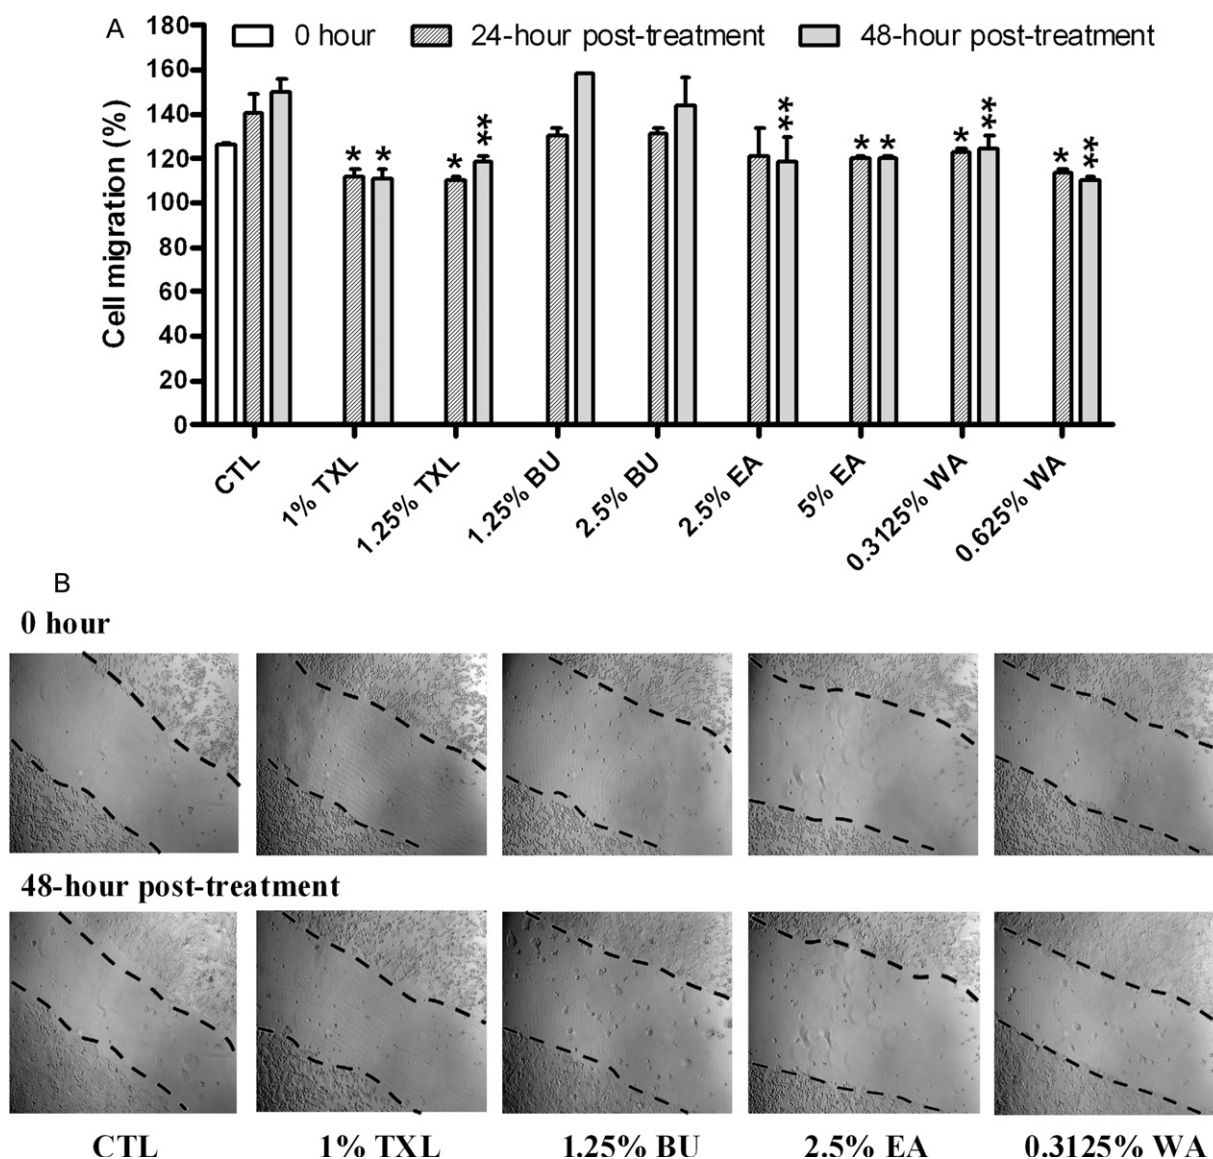 A
0 hour 24-hour post-treatment 48-hour post-treatment
Cell migration (%)
180
160
140
120
100
80
60
40
20
0
* * * ** ** * * * ** * **
CTL 1% TXL 1.25% TXL 1.25% BU 2.5% BU 2.5% EA 5% EA 0.3125% WA 0.625% WA
B
0 hour
48-hour post-treatment
CTL 1% TXL 1.25% BU 2.5% EA 0.3125% WA